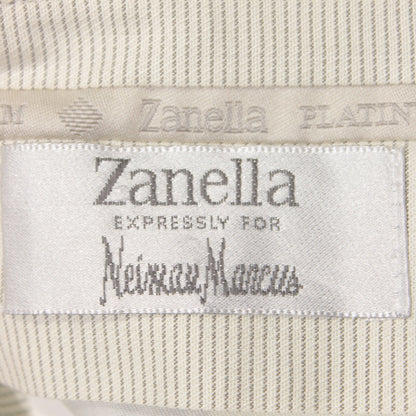 M Zanella PLATIN
Zanella
EXPRESSLY FOR
Neiman Marcus